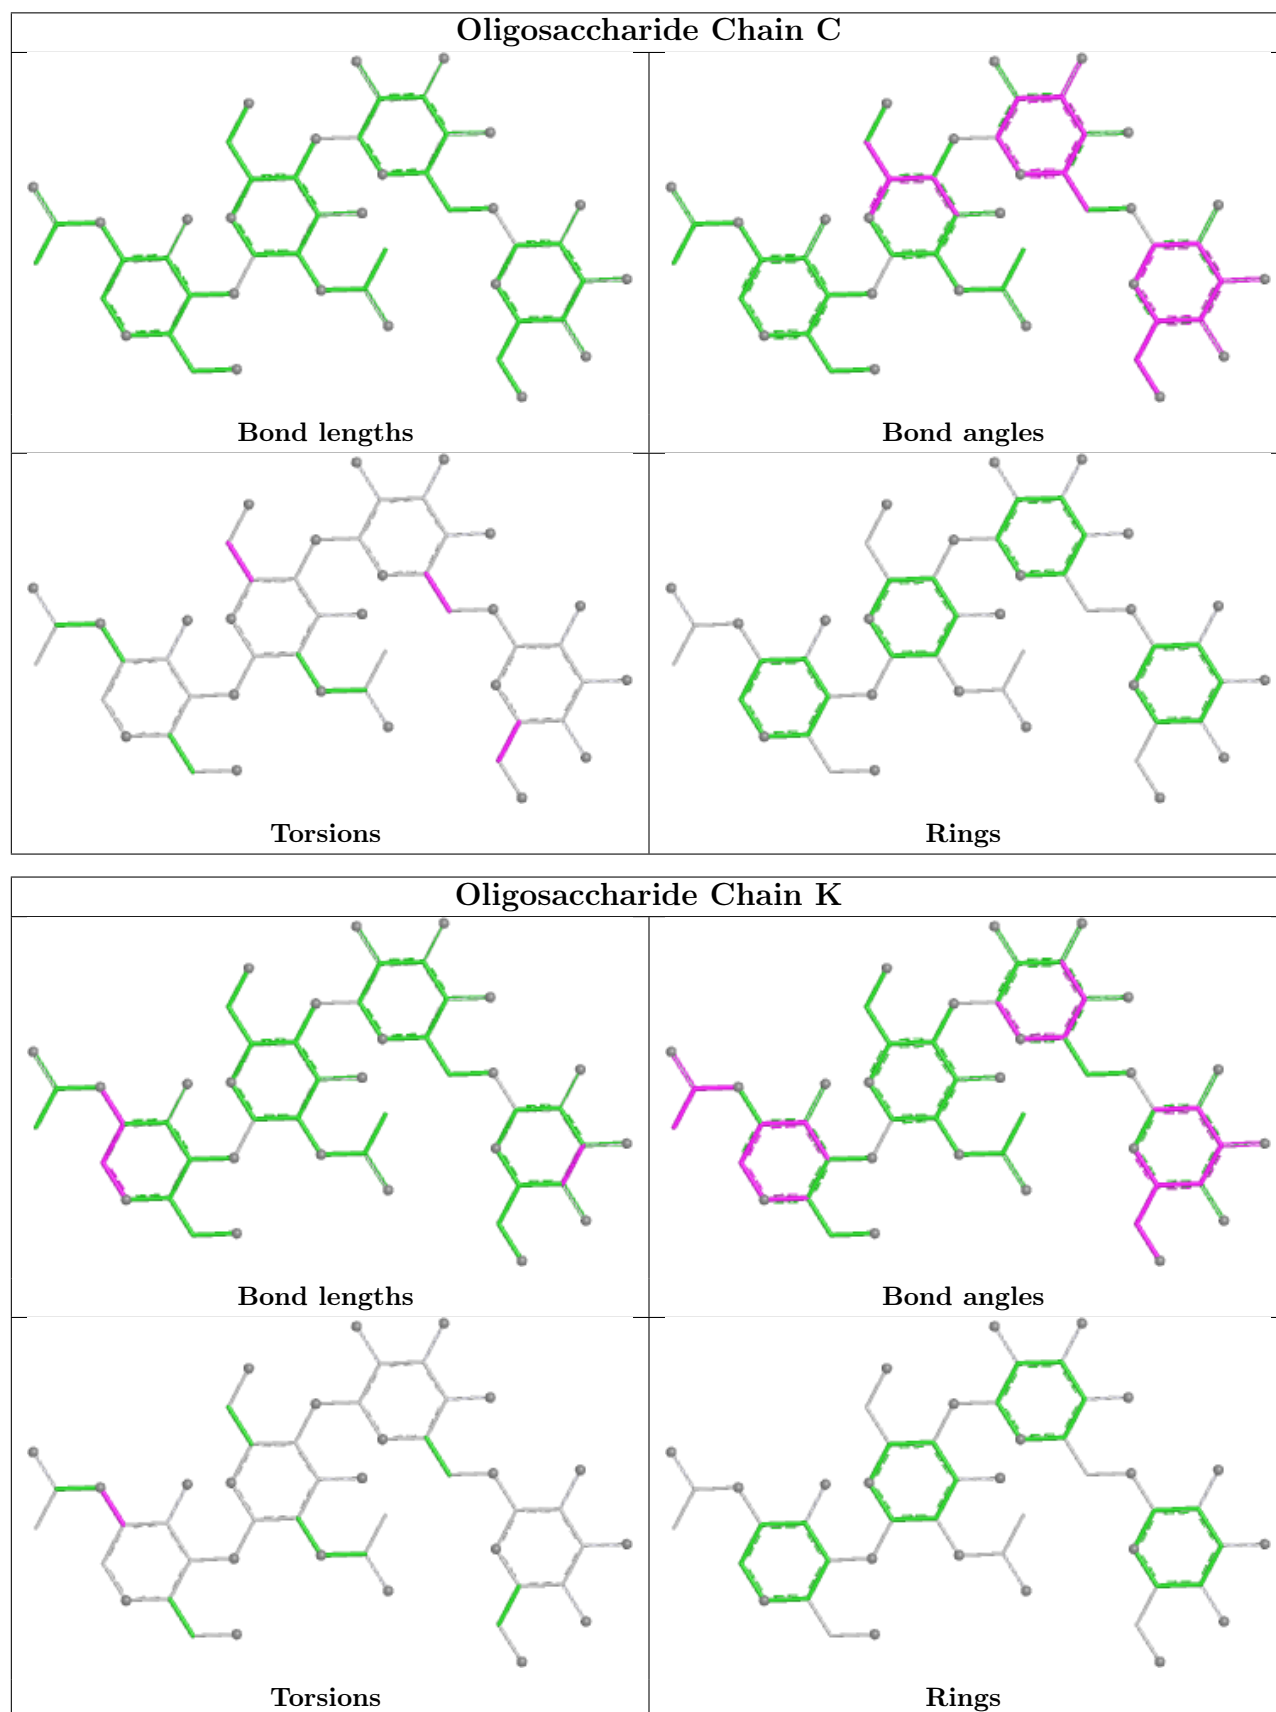 Oligosaccharide Chain C
Bond lengths
Bond angles
Torsions
Rings
Oligosaccharide Chain K
Bond lengths
Bond angles
Torsions
Rings